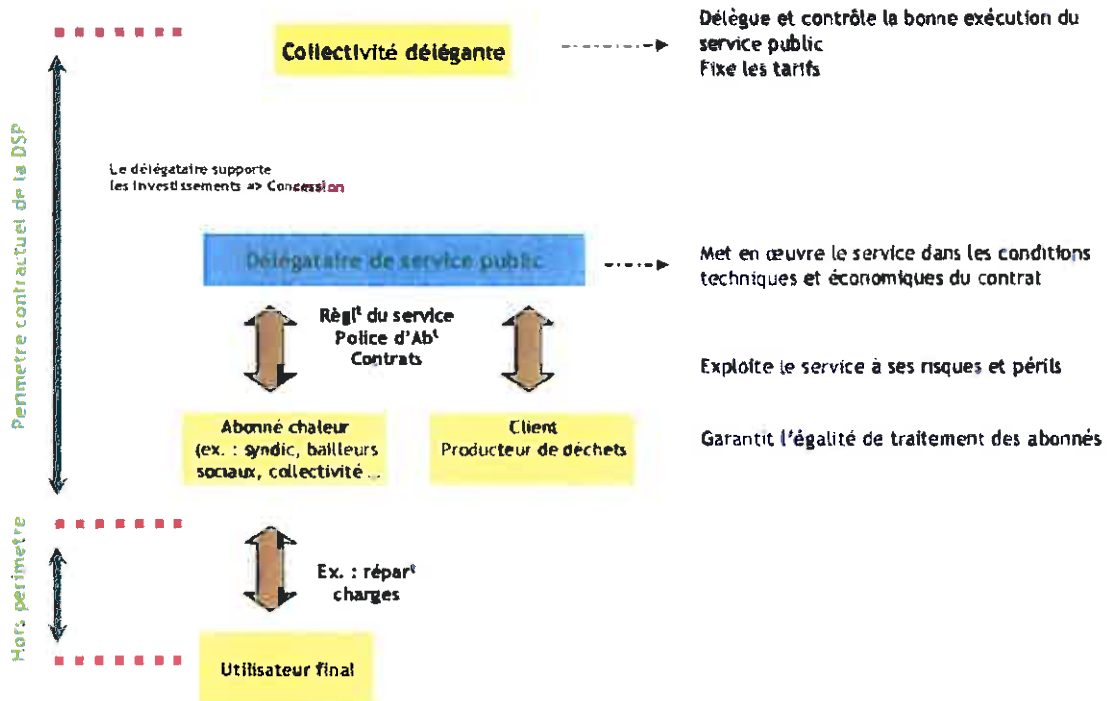 Collectivité délégante
Délègue et contrôle la bonne exécution du
service public
Fixe les tarifs
Périmetre contractuel de la DSP
Le délégataire supporte
les investissements => Concession
Délégataire de service public
Met en œuvre le service dans les conditions
techniques et économiques du contrat
Règlᵗ du service
Police d'Abᵗ
Contrats
Exploite le service à ses risques et périls
Abonné chaleur
(ex. : syndic, bailleurs
sociaux, collectivité ...
Client
Producteur de déchets
Garantit l'égalité de traitement des abonnés
Hors périmetre
Ex. : réparᵗ
charges
Utilisateur final